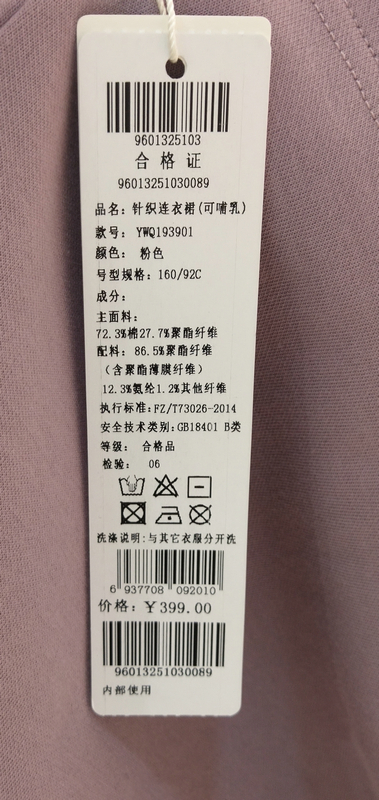 9601325103
合格证
96013251030089
品名：针织连衣裙(可哺乳)
款号：YWQ193901
颜色：粉色
号型规格：160/92C
成分：
主面料：
72.3%棉27.7%聚酯纤维
配料：86.5%聚酯纤维
（含聚酯薄膜纤维）
12.3%氨纶1.2%其他纤维
执行标准：FZ/T73026-2014
安全技术类别：GB18401 B类
等级：合格品
检验：06
洗涤说明：与其它衣服分开洗
6 937708 092010
价格：￥399.00
96013251030089
内部使用